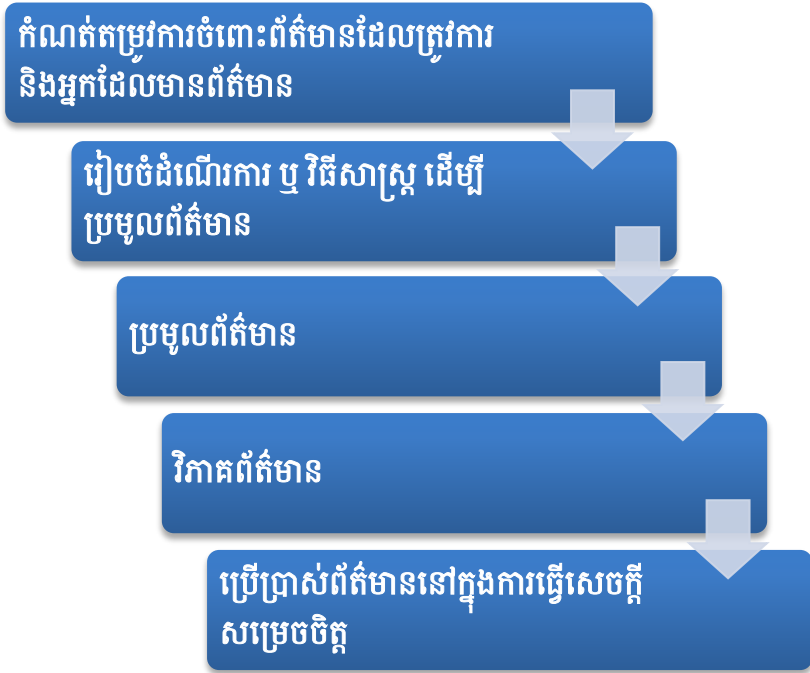 កំណត់តម្រូវការចំពោះព័ត៌មានដែលត្រូវការ
និងអ្នកដែលមានព័ត៌មាន
រៀបចំដំណើរការ ឬ វិធីសាស្ត្រ ដើម្បី
ប្រមូលព័ត៌មាន
ប្រមូលព័ត៌មាន
វិភាគព័ត៌មាន
ប្រើប្រាស់ព័ត៌មាននៅក្នុងការធ្វើសេចក្តី
សម្រេចចិត្ត